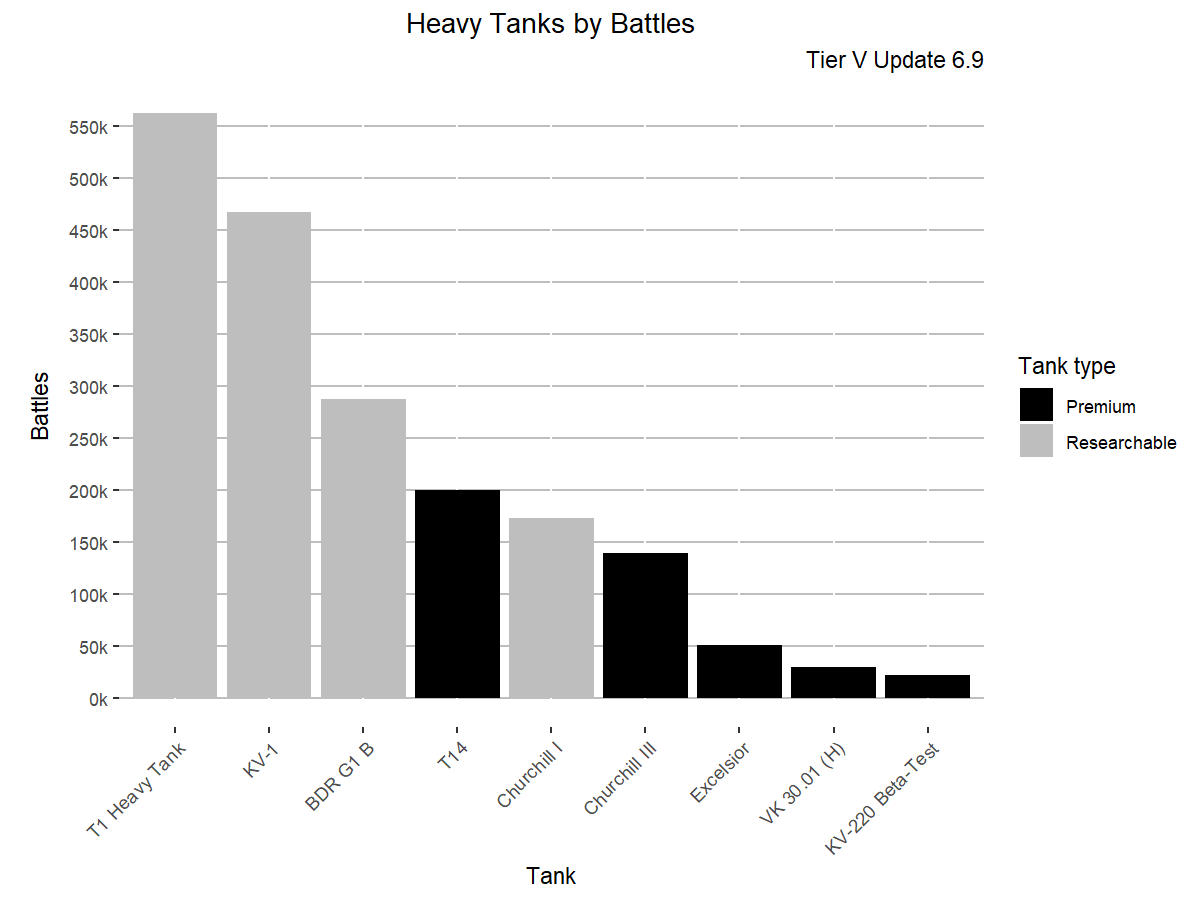 Heavy Tanks by Battles
Tier V Update 6.9
Battles
550k
500k
450k
400k
350k
300k
250k
200k
150k
100k
50k
0k
T1 Heavy Tank
KV-1
BDR G1 B
T14
Churchill I
Churchill III
Excelsior
VK 30.01 (H)
KV-220 Beta-Test
Tank
Tank type
Premium
Researchable